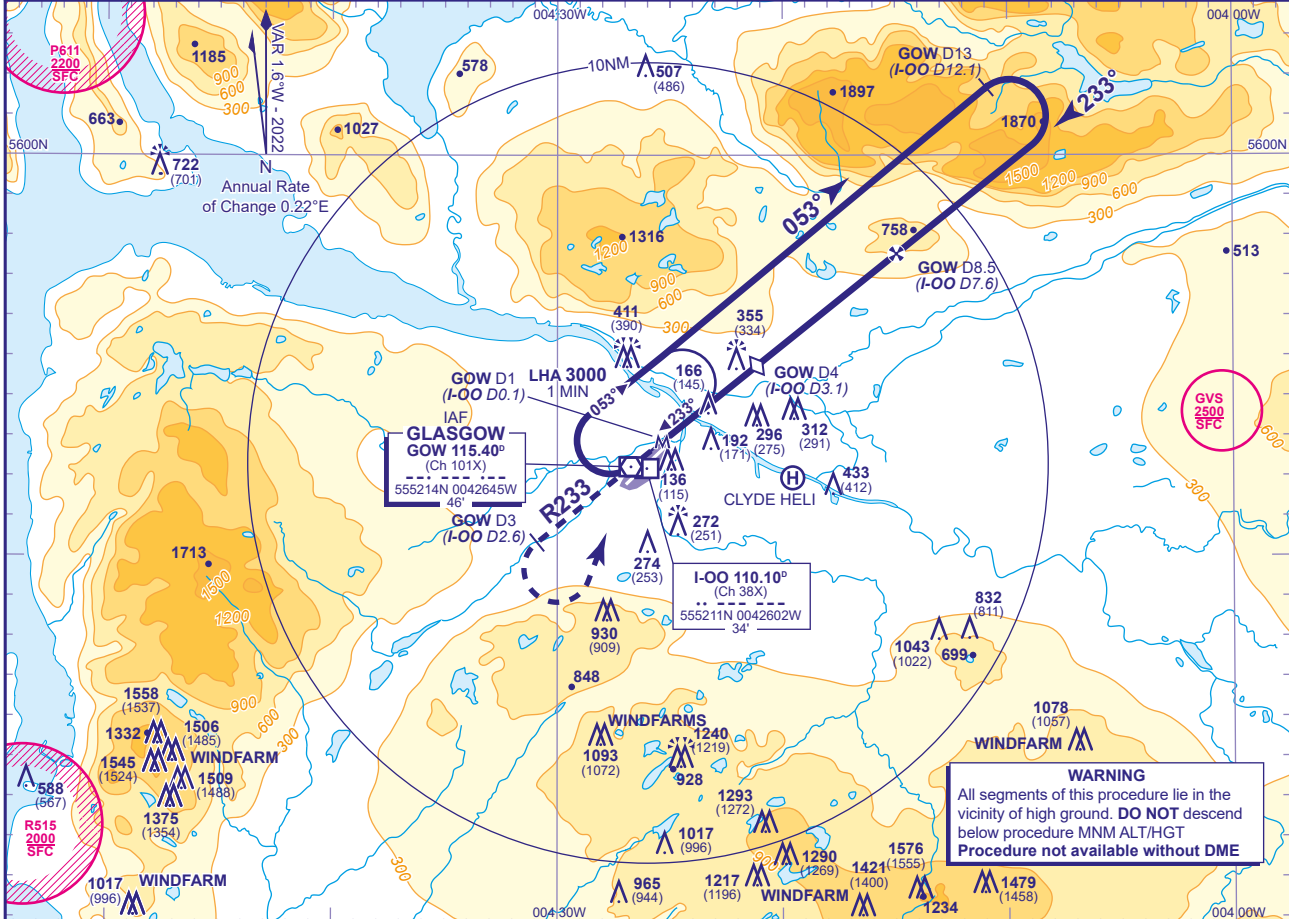 004°30'W
004°00'W
P611
2200
SFC
VAR 1.6°W - 2022
N
Annual Rate
of Change 0.22°E
1185
900
600
300
663
722
(701)
1027
578
10NM
507
(486)
1897
GOW D13
(I-OO D12.1)
1870
233°
5600N
5600N
1500
1200
900
600
300
053°
1316
1200
900
600
300
758
GOW D8.5
(I-OO D7.6)
513
411
(390)
355
(334)
GOW D1
(I-OO D0.1)
LHA 3000
1 MIN
053°
166
(145)
GOW D4
(I-OO D3.1)
233°
IAF
GLASGOW
GOW 115.40ᴰ
(Ch 101X)
--· --- ·--
555214N 0042645W
46'
192
(171)
296
(275)
312
(291)
GVS
2500
SFC
600
136
(115)
H
CLYDE HELI
433
(412)
300
R233
GOW D3
(I-OO D2.6)
272
(251)
274
(253)
1713
1500
1200
900
600
300
I-OO 110.10ᴰ
(Ch 38X)
·· --- ---
555211N 0042602W
34'
930
(909)
832
(811)
1043
(1022)
699
848
1558
(1537)
1332
1506
(1485)
WINDFARM
1545
(1524)
1509
(1488)
1375
(1354)
588
(567)
R515
2000
SFC
1017
(996)
WINDFARM
WINDFARMS
1093
(1072)
1240
(1219)
928
1078
(1057)
WINDFARM
1293
(1272)
1017
(996)
900
1290
(1269)
1217
(1196)
WINDFARM
965
(944)
300
1421
(1400)
1576
(1555)
1234
1479
(1458)
WARNING
All segments of this procedure lie in the
vicinity of high ground. DO NOT descend
below procedure MNM ALT/HGT
Procedure not available without DME
004°30'W
004°00'W